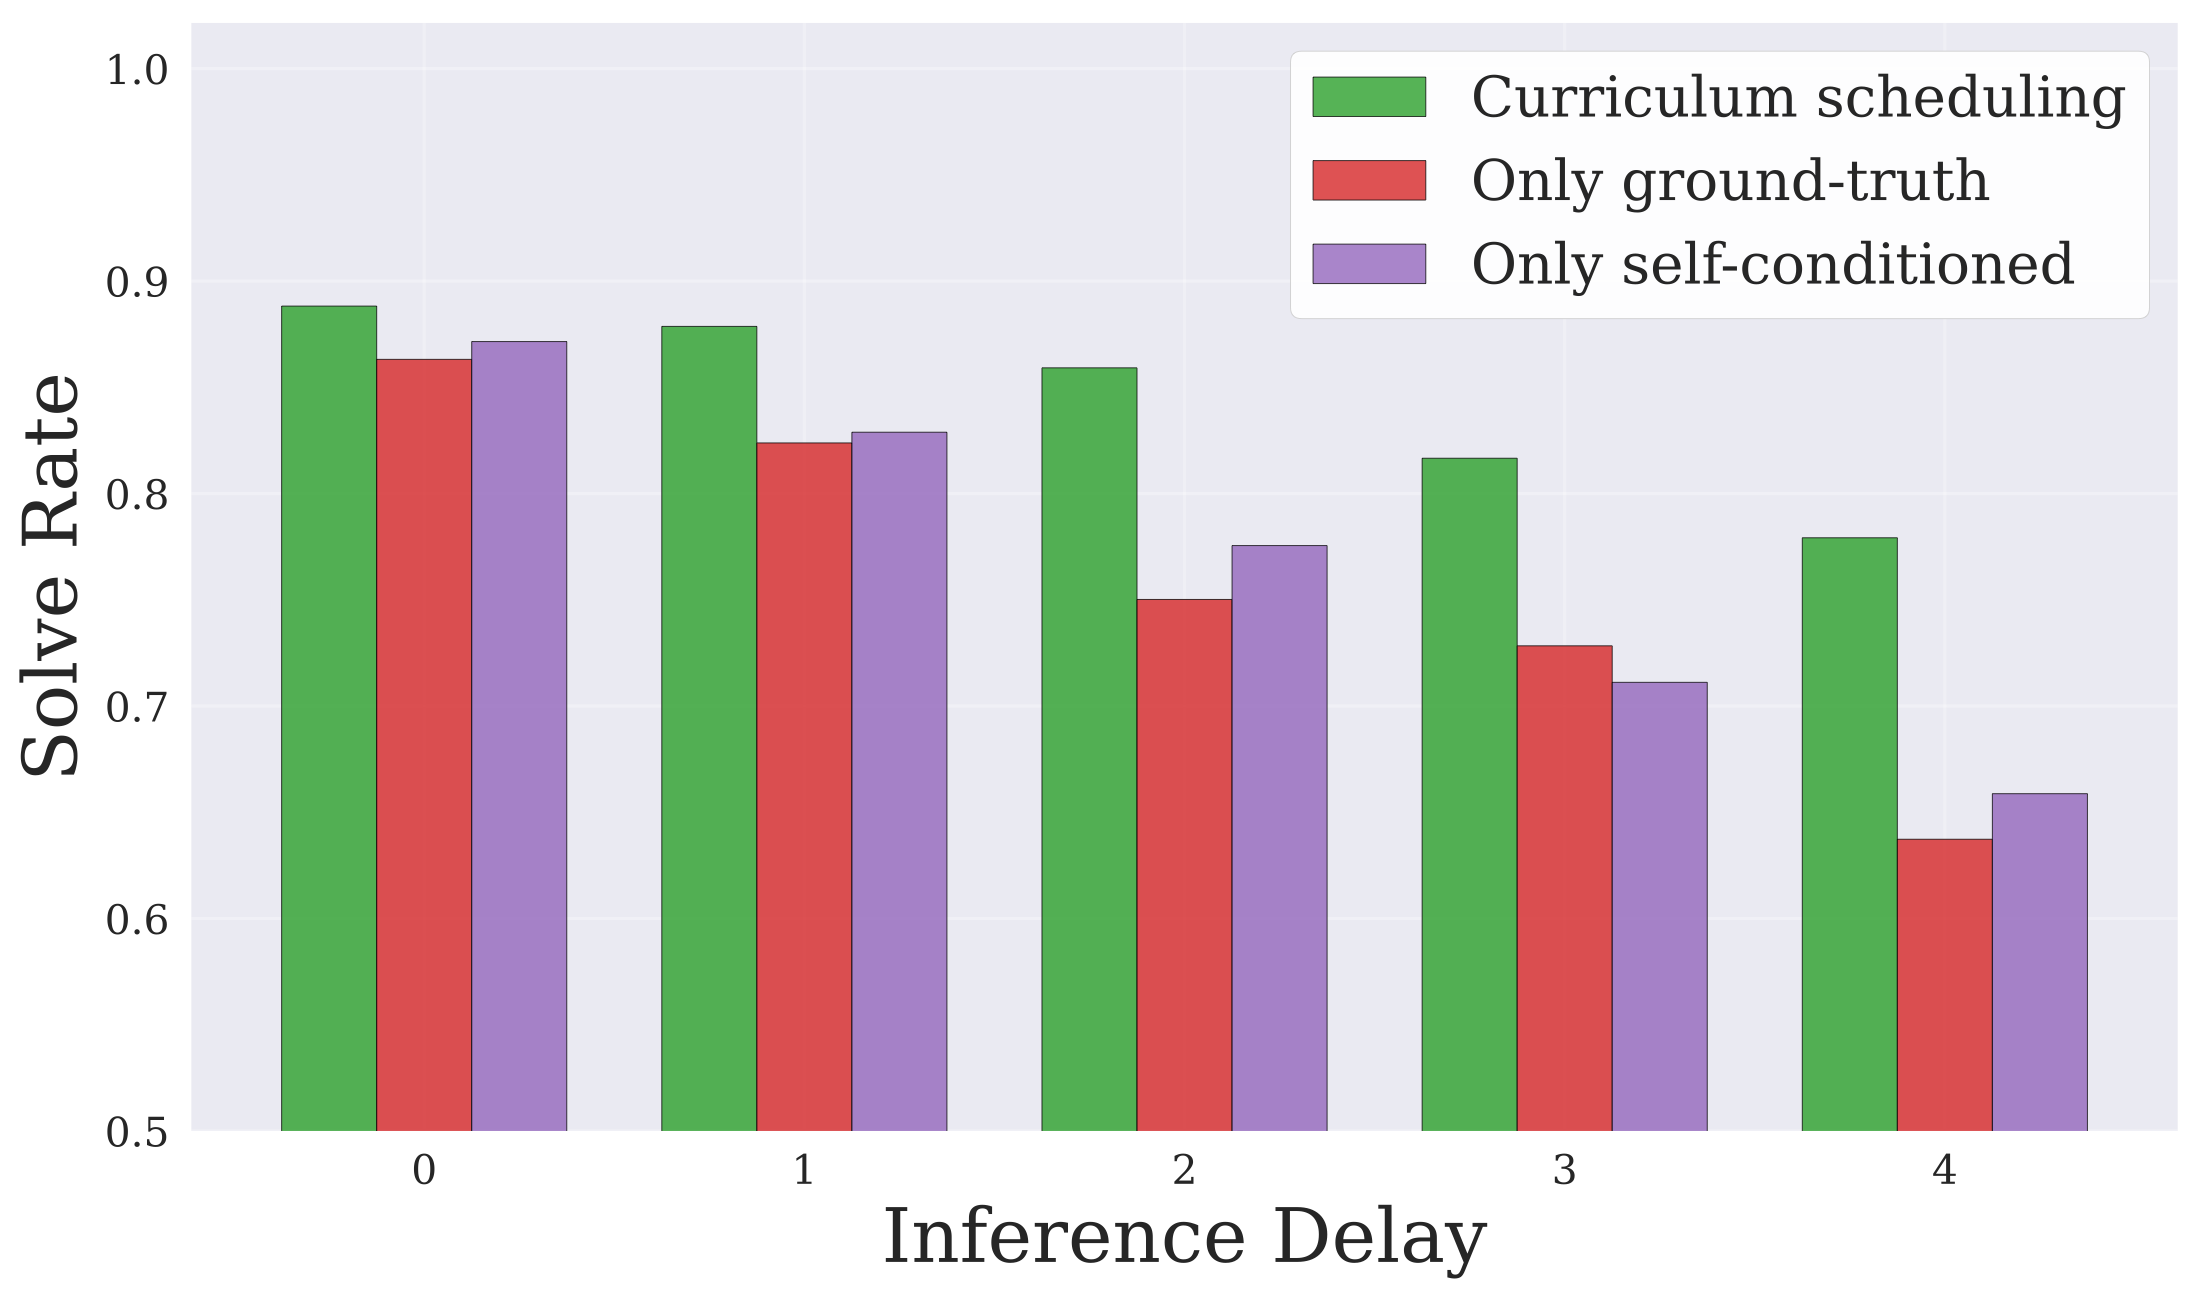 1.0
0.9
0.8
0.7
0.6
0.5
Solve Rate
Curriculum scheduling
Only ground-truth
Only self-conditioned
0 1 2 3 4
Inference Delay